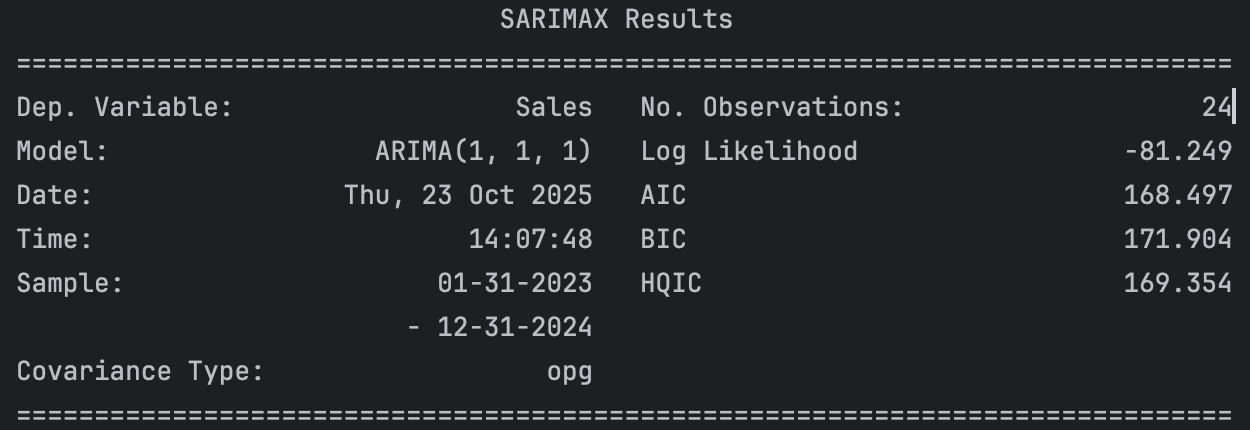 SARIMAX Results
==============================================================================
Dep. Variable: Sales No. Observations: 24
Model: ARIMA(1, 1, 1) Log Likelihood -81.249
Date: Thu, 23 Oct 2025 AIC 168.497
Time: 14:07:48 BIC 171.904
Sample: 01-31-2023 HQIC 169.354
- 12-31-2024
Covariance Type: opg
==============================================================================